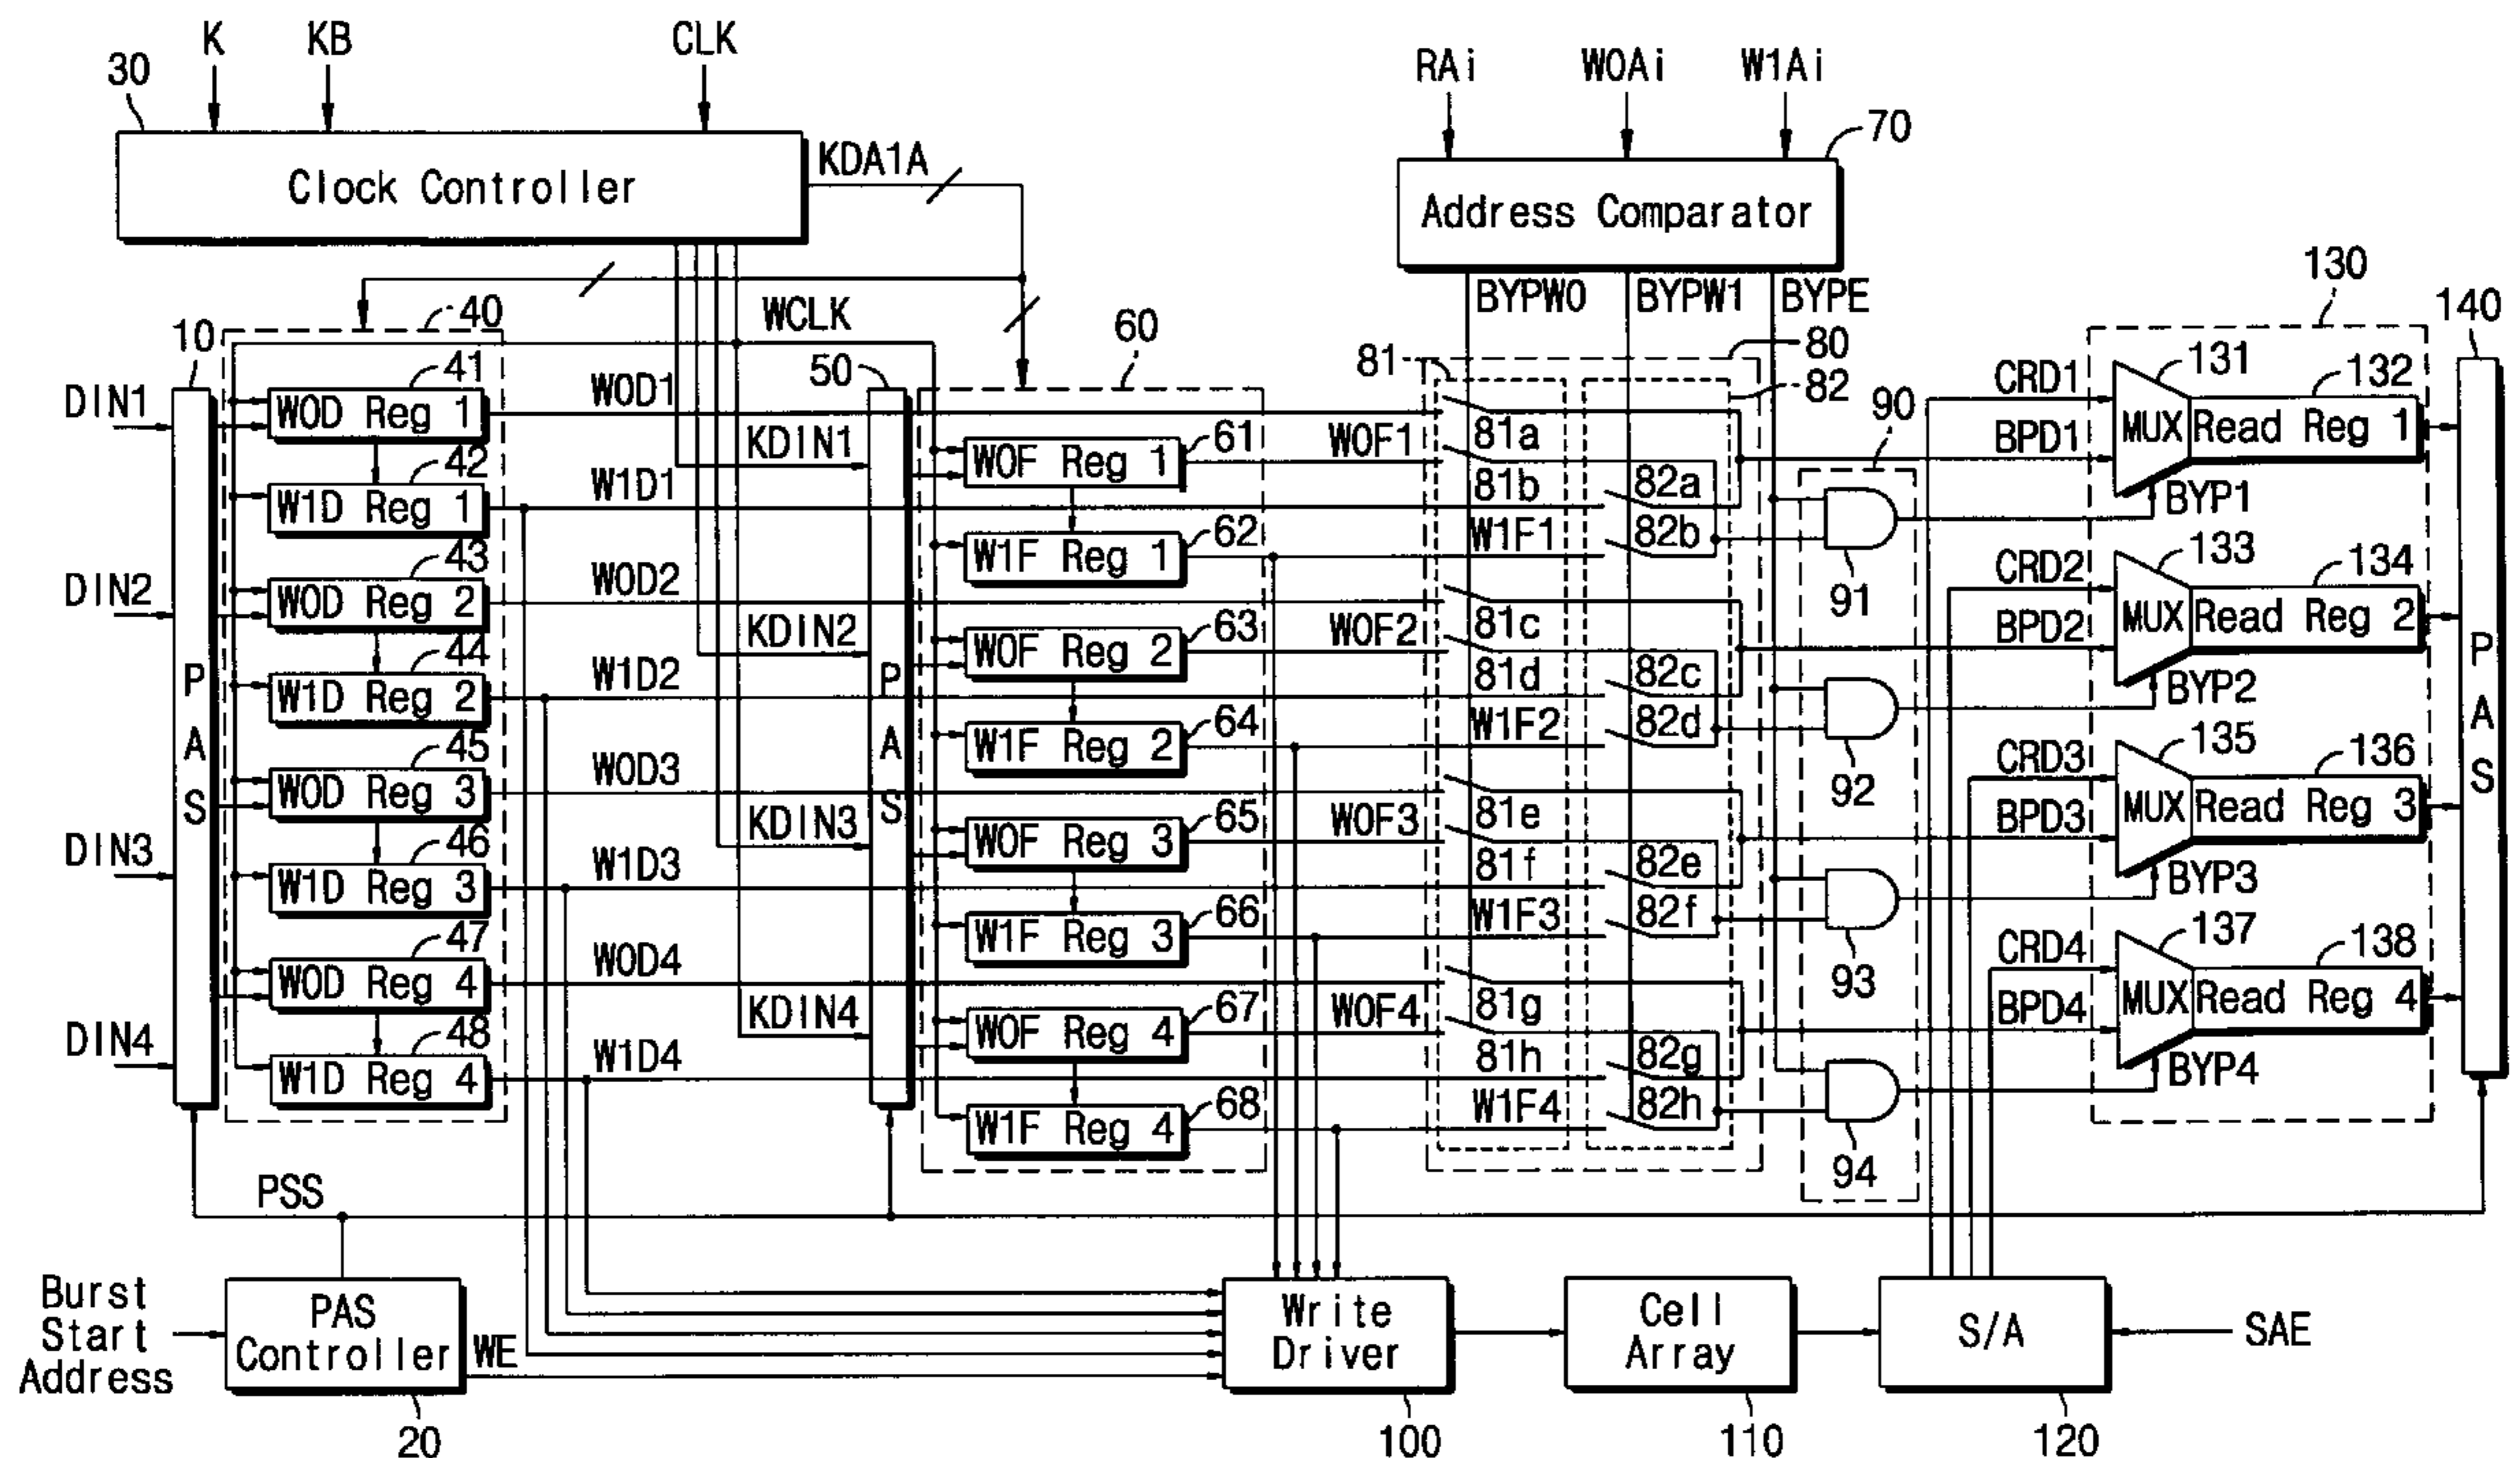 K KB CLK
30
Clock Controller
KDA1A
RAi W0Ai W1Ai
70
Address Comparator
BYPW0 BYPW1 BYPE
WCLK
10
40
50
60
80
81
82
90
130
140
DIN1
DIN2
DIN3
DIN4
P
A
S
41
W0D Reg 1
42
W1D Reg 1
43
W0D Reg 2
44
W1D Reg 2
45
W0D Reg 3
46
W1D Reg 3
47
W0D Reg 4
48
W1D Reg 4
W0D1
W1D1
W0D2
W1D2
W0D3
W1D3
W0D4
W1D4
KDIN1
KDIN2
KDIN3
KDIN4
P
A
S
61
W0F Reg 1
62
W1F Reg 1
63
W0F Reg 2
64
W1F Reg 2
65
W0F Reg 3
66
W1F Reg 3
67
W0F Reg 4
68
W1F Reg 4
W0F1
W1F1
W0F2
W1F2
W0F3
W1F3
W0F4
W1F4
81a
81b
81c
81d
81e
81f
81g
81h
82a
82b
82c
82d
82e
82f
82g
82h
91
92
93
94
CRD1
BPD1
131
132
MUX Read Reg 1
BYP1
CRD2
BPD2
133
134
MUX Read Reg 2
BYP2
CRD3
BPD3
135
136
MUX Read Reg 3
BYP3
CRD4
BPD4
137
138
MUX Read Reg 4
BYP4
P
A
S
PSS
Burst
Start
Address
PAS
Controller
20
WE
Write
Driver
100
Cell
Array
110
S/A
120
SAE